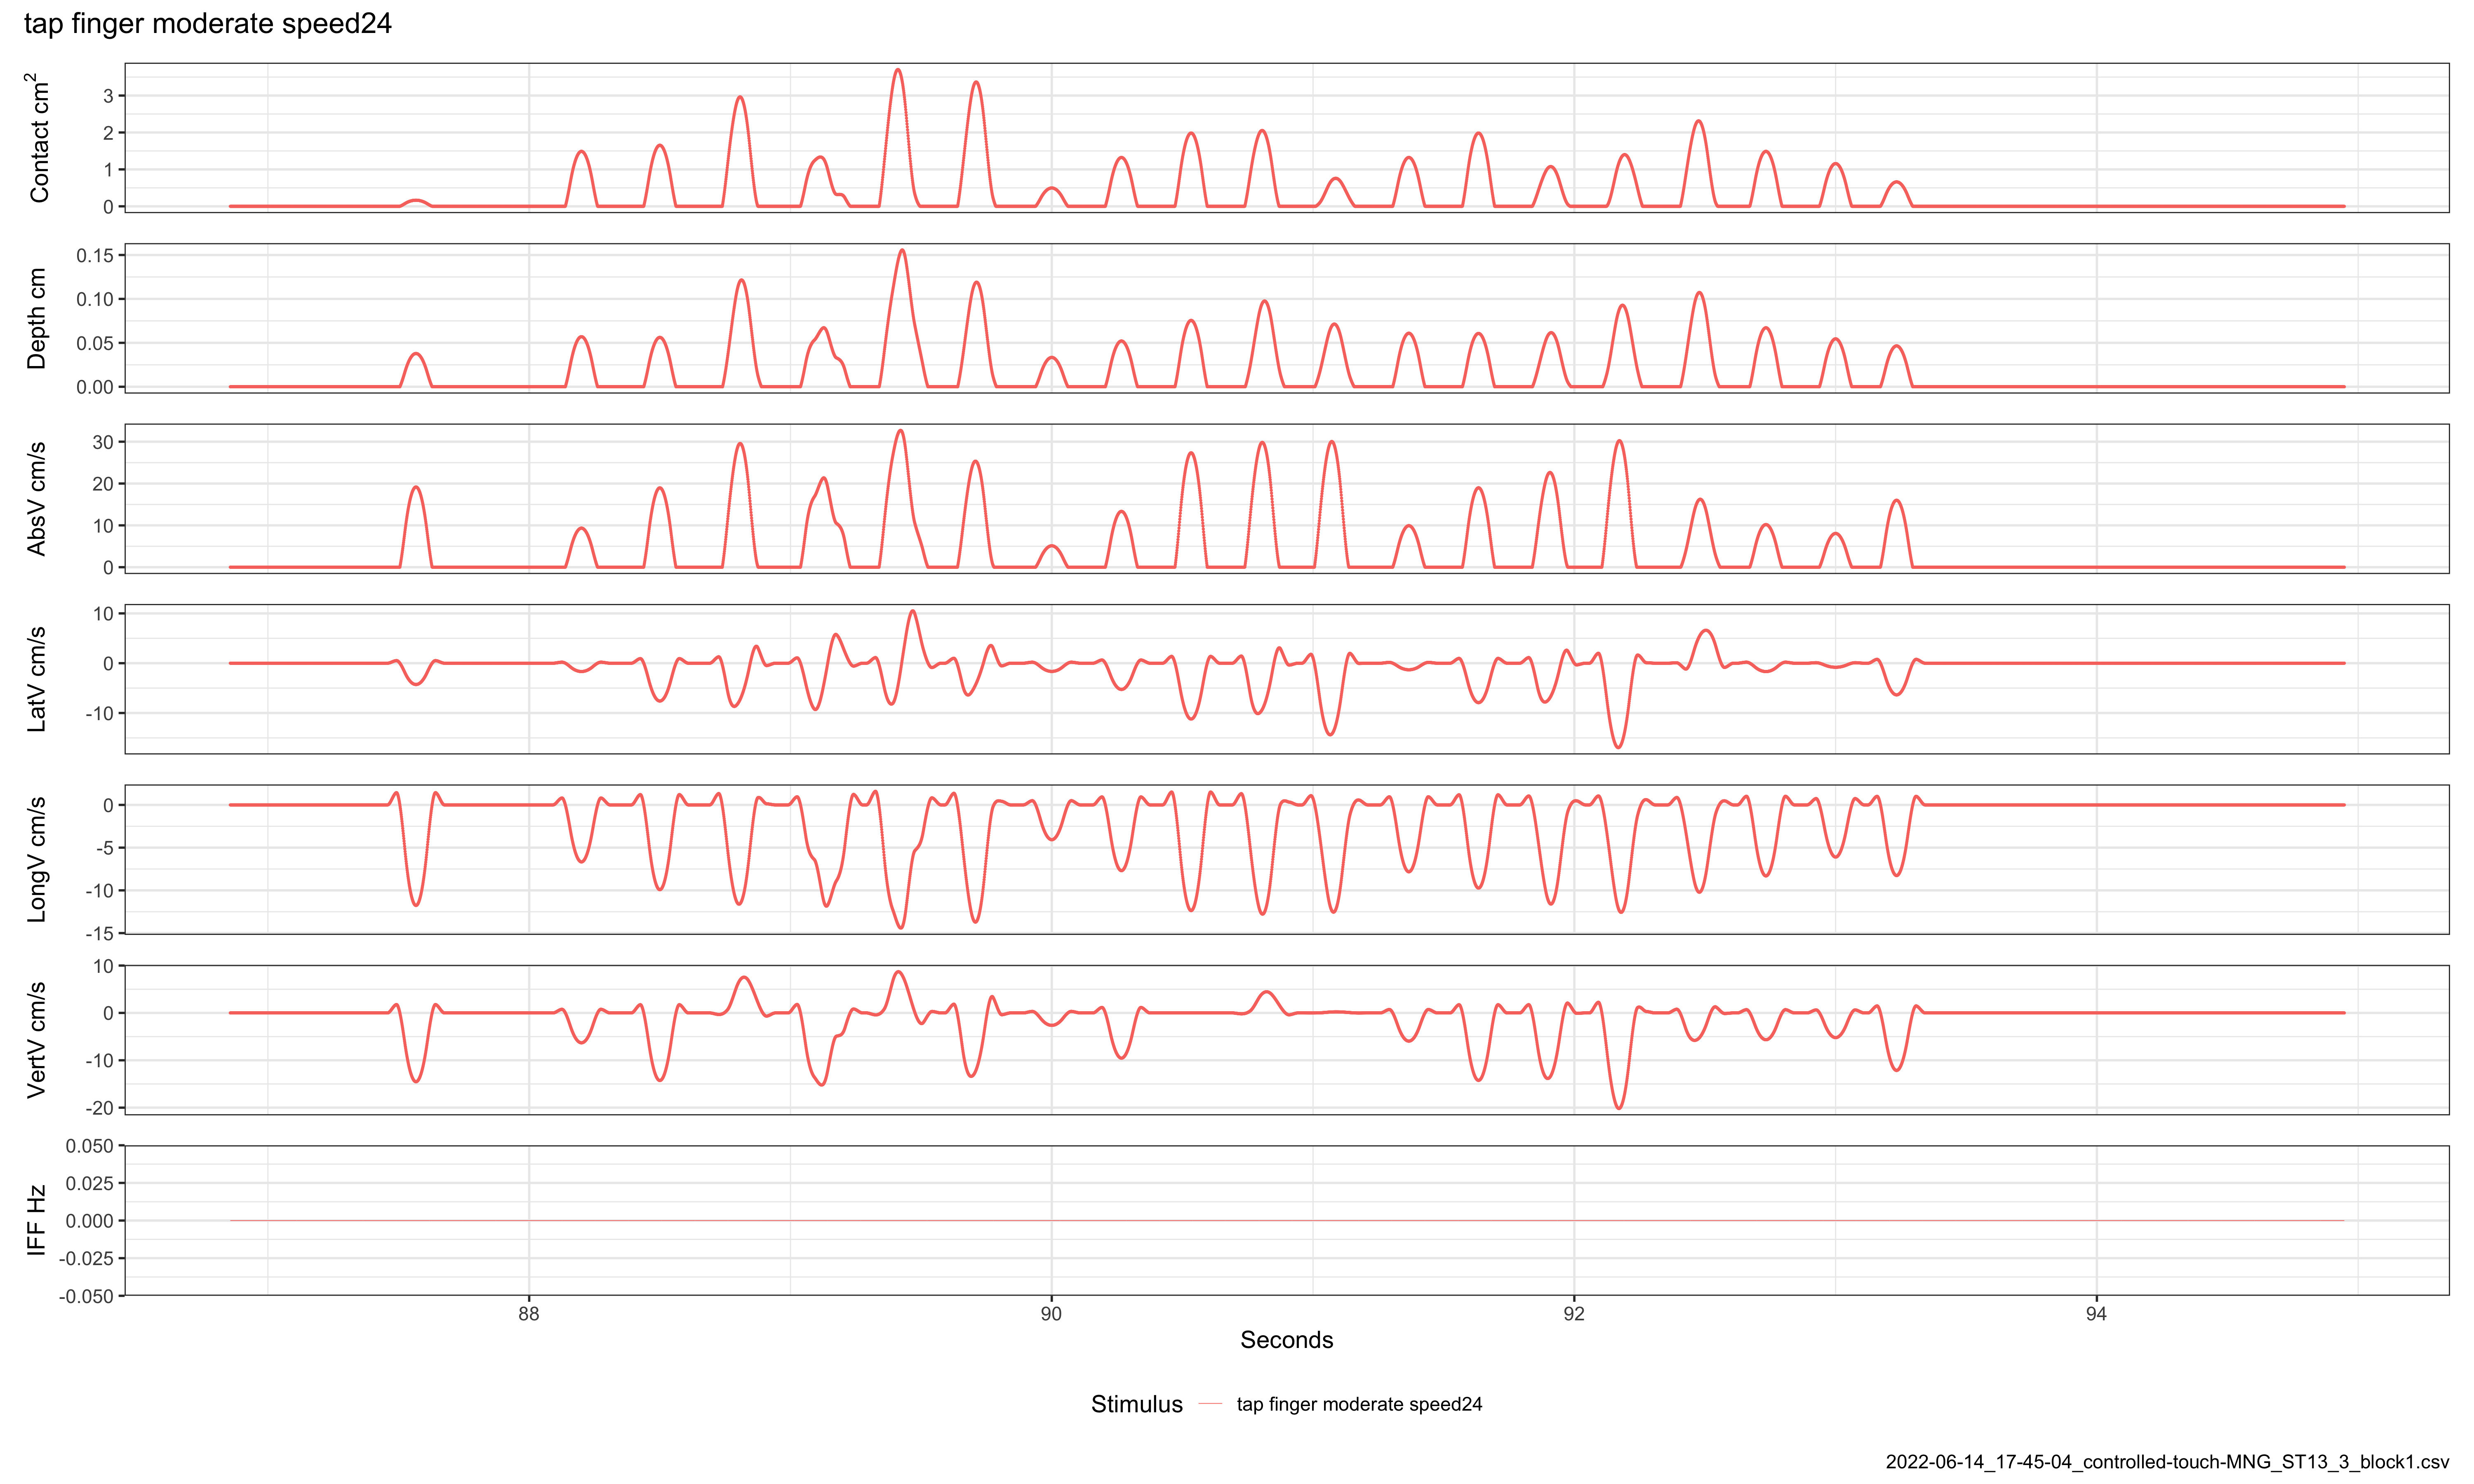 tap finger moderate speed24
Contact cm²
3
2
1
0
Depth cm
0.15
0.10
0.05
0.00
AbsV cm/s
30
20
10
0
LatV cm/s
10
0
-10
LongV cm/s
0
-5
-10
-15
VertV cm/s
10
0
-10
-20
IFF Hz
0.050
0.025
0.000
-0.025
-0.050
88 90 92 94
Seconds
Stimulus tap finger moderate speed24
2022-06-14_17-45-04_controlled-touch-MNG_ST13_3_block1.csv